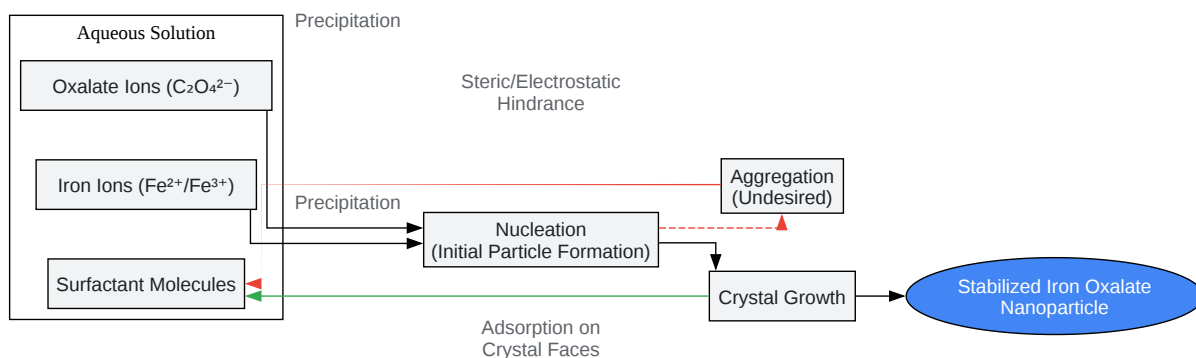 Precipitation
Aqueous Solution
Oxalate Ions (C₂O₄²⁻)
Steric/Electrostatic
Hindrance
Iron Ions (Fe²⁺/Fe³⁺)
Precipitation
Aggregation
(Undesired)
Nucleation
(Initial Particle Formation)
Surfactant Molecules
Crystal Growth
Stabilized Iron Oxalate
Nanoparticle
Adsorption on
Crystal Faces